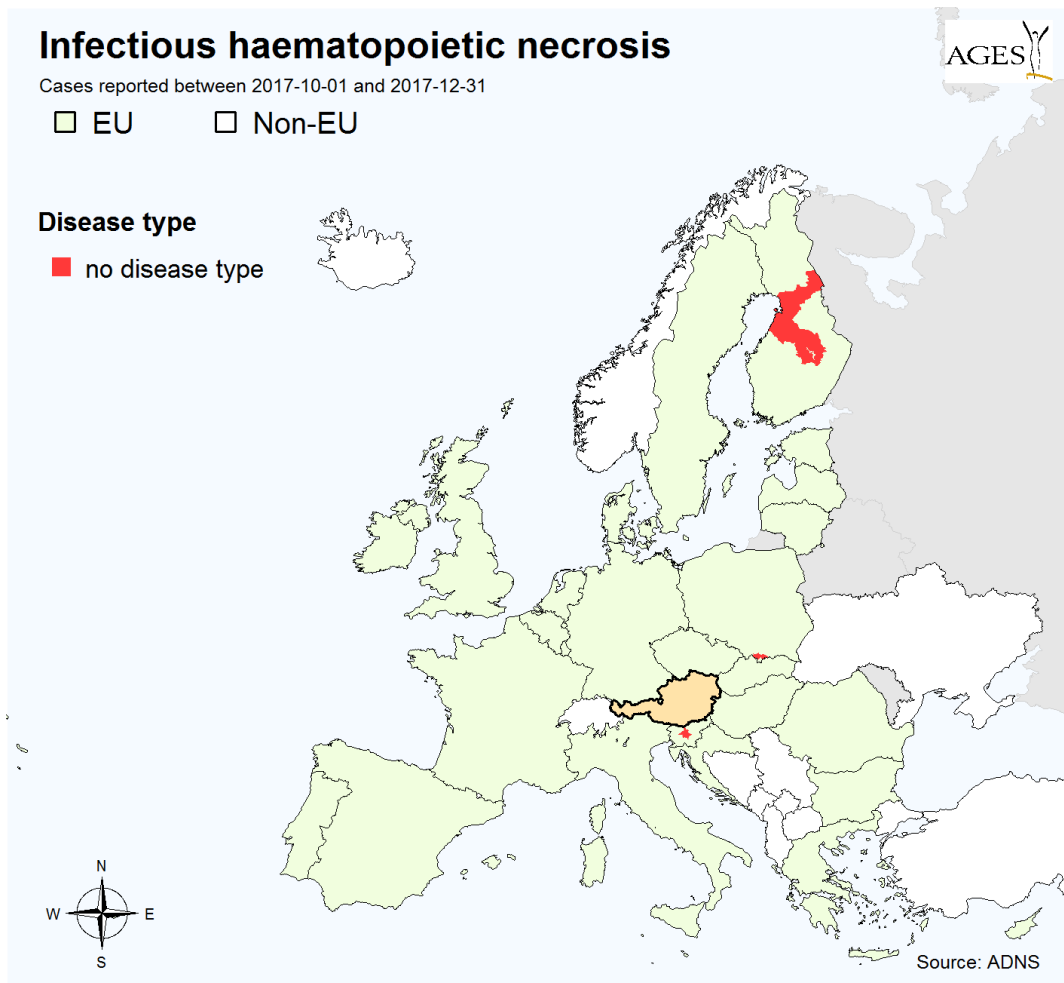 Infectious haematopoietic necrosis
AGES
Cases reported between 2017-10-01 and 2017-12-31
EU
Non-EU
Disease type
no disease type
N
W
E
S
Source: ADNS